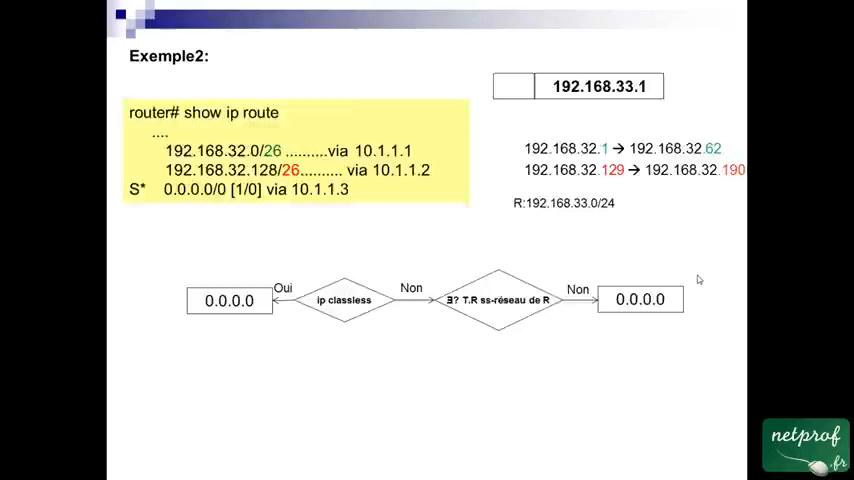 Exemple2:
192.168.33.1
router# show ip route
....
192.168.32.0/26 ..........via 10.1.1.1
192.168.32.128/26.......... via 10.1.1.2
S* 0.0.0.0/0 [1/0] via 10.1.1.3
192.168.32.1 → 192.168.32.62
192.168.32.129 → 192.168.32.190
R:192.168.33.0/24
0.0.0.0
Oui
ip classless
Non
∃? T.R ss-réseau de R
Non
0.0.0.0
netprof
.fr